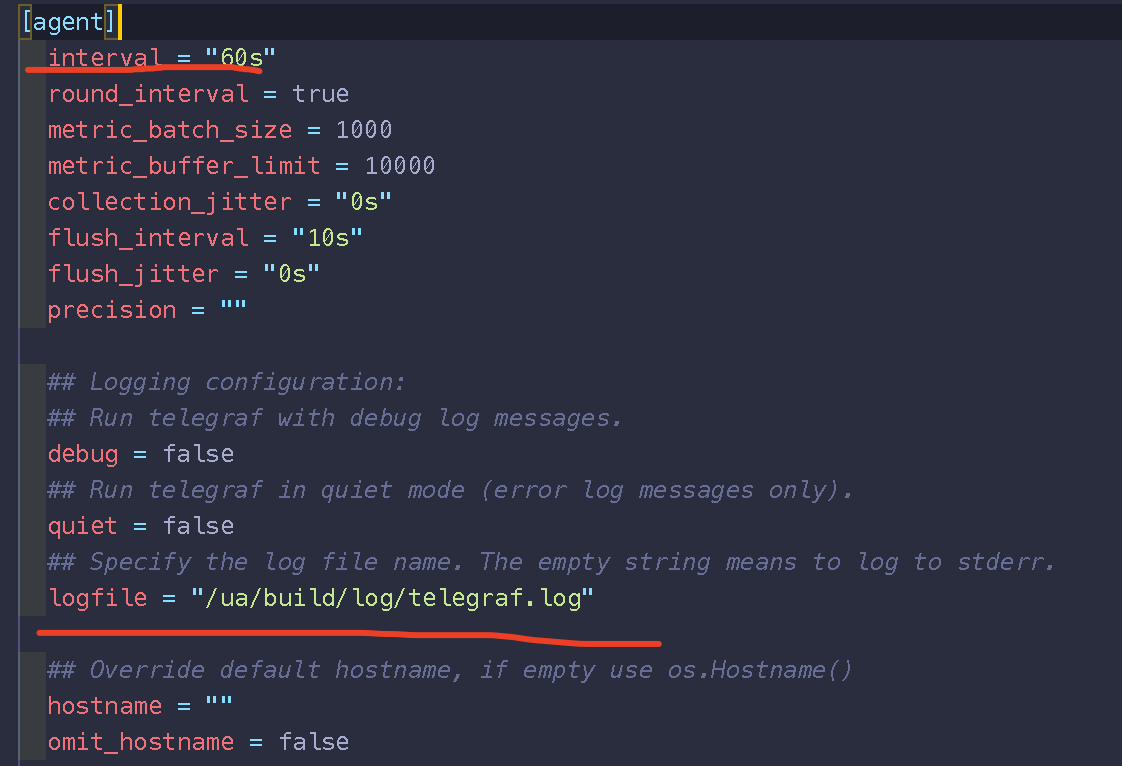 [agent]
interval = "60s"
round_interval = true
metric_batch_size = 1000
metric_buffer_limit = 10000
collection_jitter = "0s"
flush_interval = "10s"
flush_jitter = "0s"
precision = ""
## Logging configuration:
## Run telegraf with debug log messages.
debug = false
## Run telegraf in quiet mode (error log messages only).
quiet = false
## Specify the log file name. The empty string means to log to stderr.
logfile = "/ua/build/log/telegraf.log"
## Override default hostname, if empty use os.Hostname()
hostname = ""
omit_hostname = false